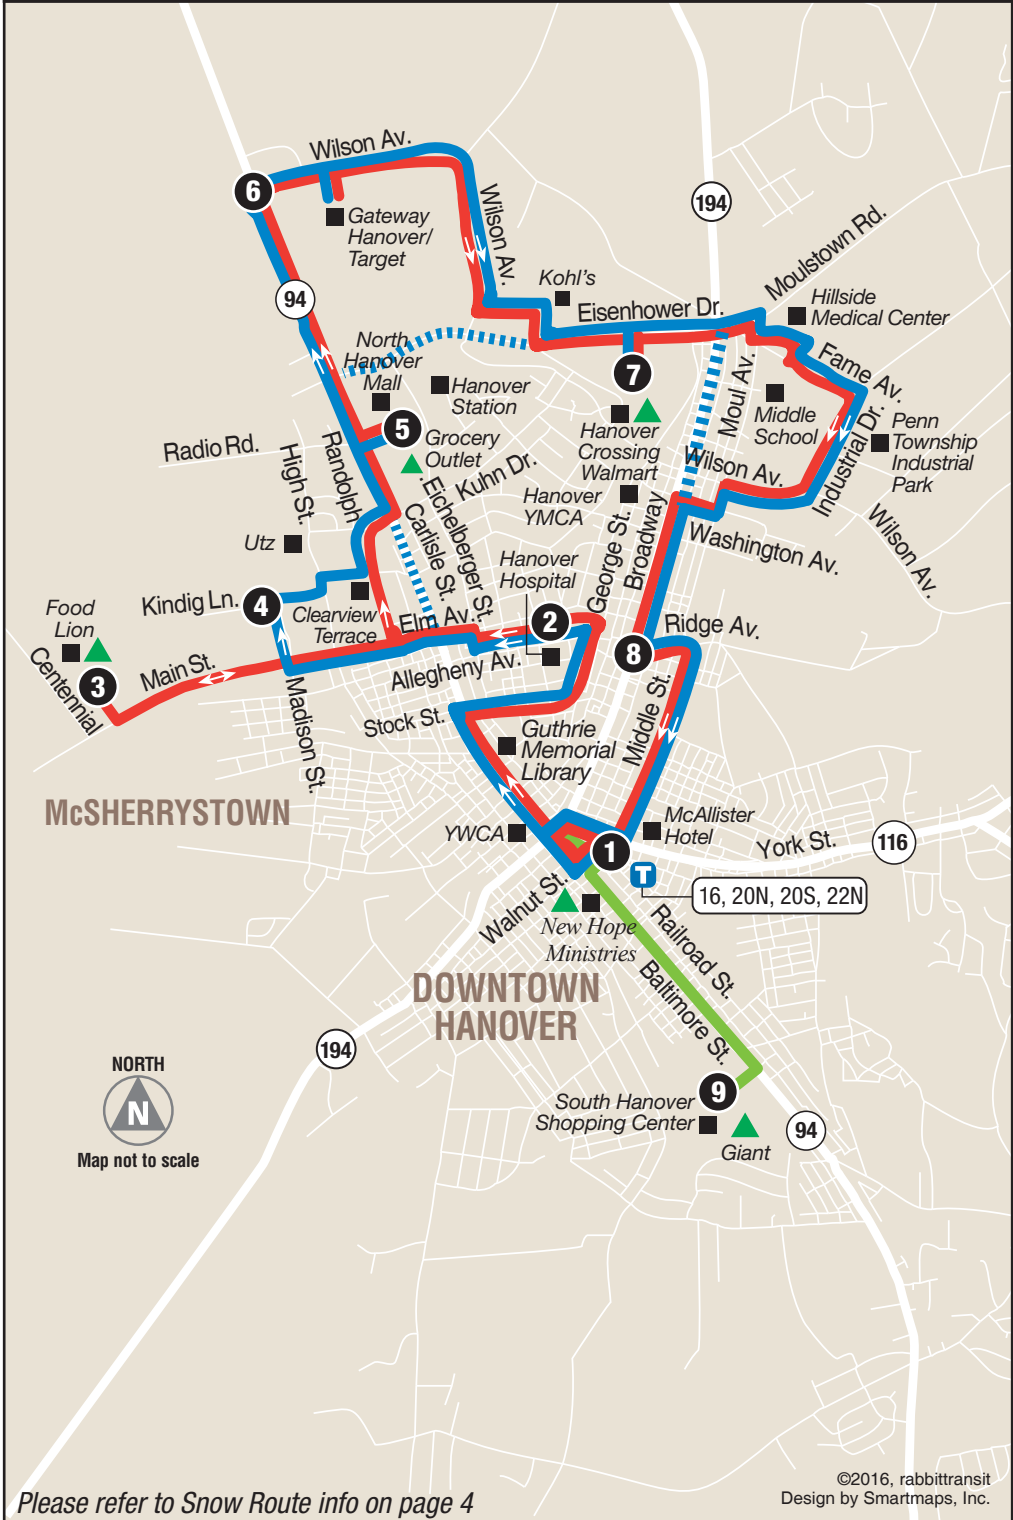 Wilson Av.
6
Gateway
Hanover/
Target
Wilson Av.
194
Moulstown Rd.
Kohl's
94
Eisenhower Dr.
Hillside
Medical Center
North
Hanover
Mall
7
Moul Av.
Fame Av.
Hanover
Station
Middle
School
Industrial Dr.
Penn
Township
Industrial
Park
5
Grocery
Outlet
Hanover
Crossing
Walmart
Radio Rd.
High St.
Randolph
Kuhn Dr.
Wilson Av.
Eichelberger St.
Carlisle St.
Hanover
YMCA
George St.
Broadway
Washington Av.
Wilson Av.
Utz
Hanover
Hospital
Kindig Ln.
4
Clearview
Terrace
Elm Av.
2
Ridge Av.
Food
Lion
8
3
Centennial
Main St.
Allegheny Av.
Madison St.
Stock St.
Middle St.
Guthrie
Memorial
Library
McSHERRYSTOWN
YWCA
McAllister
Hotel
1
York St.
116
T
16, 20N, 20S, 22N
Walnut St.
New Hope
Ministries
Railroad St.
Baltimore St.
DOWNTOWN
HANOVER
194
NORTH
N
Map not to scale
9
South Hanover
Shopping Center
94
Giant
©2016, rabbittransit
Design by Smartmaps, Inc.
Please refer to Snow Route info on page 4